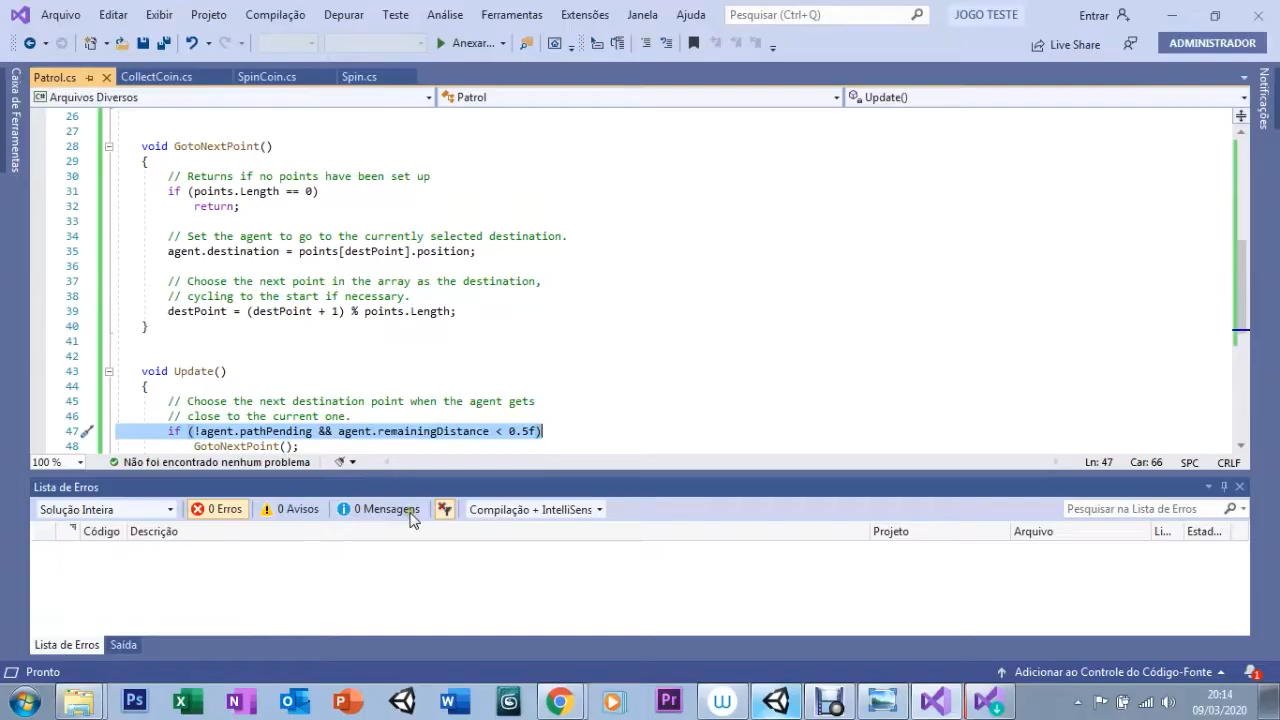 Arquivo Editar Exibir Projeto Compilação Depurar Teste Análise Ferramentas Extensões Janela Ajuda Pesquisar (Ctrl+Q) JOGO TESTE Entrar
Anexar... Live Share ADMINISTRADOR
Caixa de Ferramentas
Patrol.cs CollectCoin.cs SpinCoin.cs Spin.cs
Notificações
Arquivos Diversos Patrol Update()
26
27
28 void GotoNextPoint()
29 {
30 // Returns if no points have been set up
31 if (points.Length == 0)
32 return;
33
34 // Set the agent to go to the currently selected destination.
35 agent.destination = points[destPoint].position;
36
37 // Choose the next point in the array as the destination,
38 // cycling to the start if necessary.
39 destPoint = (destPoint + 1) % points.Length;
40 }
41
42
43 void Update()
44 {
45 // Choose the next destination point when the agent gets
46 // close to the current one.
47 if (!agent.pathPending && agent.remainingDistance < 0.5f)
48 GotoNextPoint();
100 % Não foi encontrado nenhum problema Ln: 47 Car: 66 SPC CRLF
Lista de Erros
Solução Inteira 0 Erros 0 Avisos 0 Mensagens Compilação + IntelliSens Pesquisar na Lista de Erros
Código Descrição Projeto Arquivo Li... Estad...
Lista de Erros Saída
Pronto Adicionar ao Controle do Código-Fonte 1
Ps X N O P W S Pr W
20:14
09/03/2020